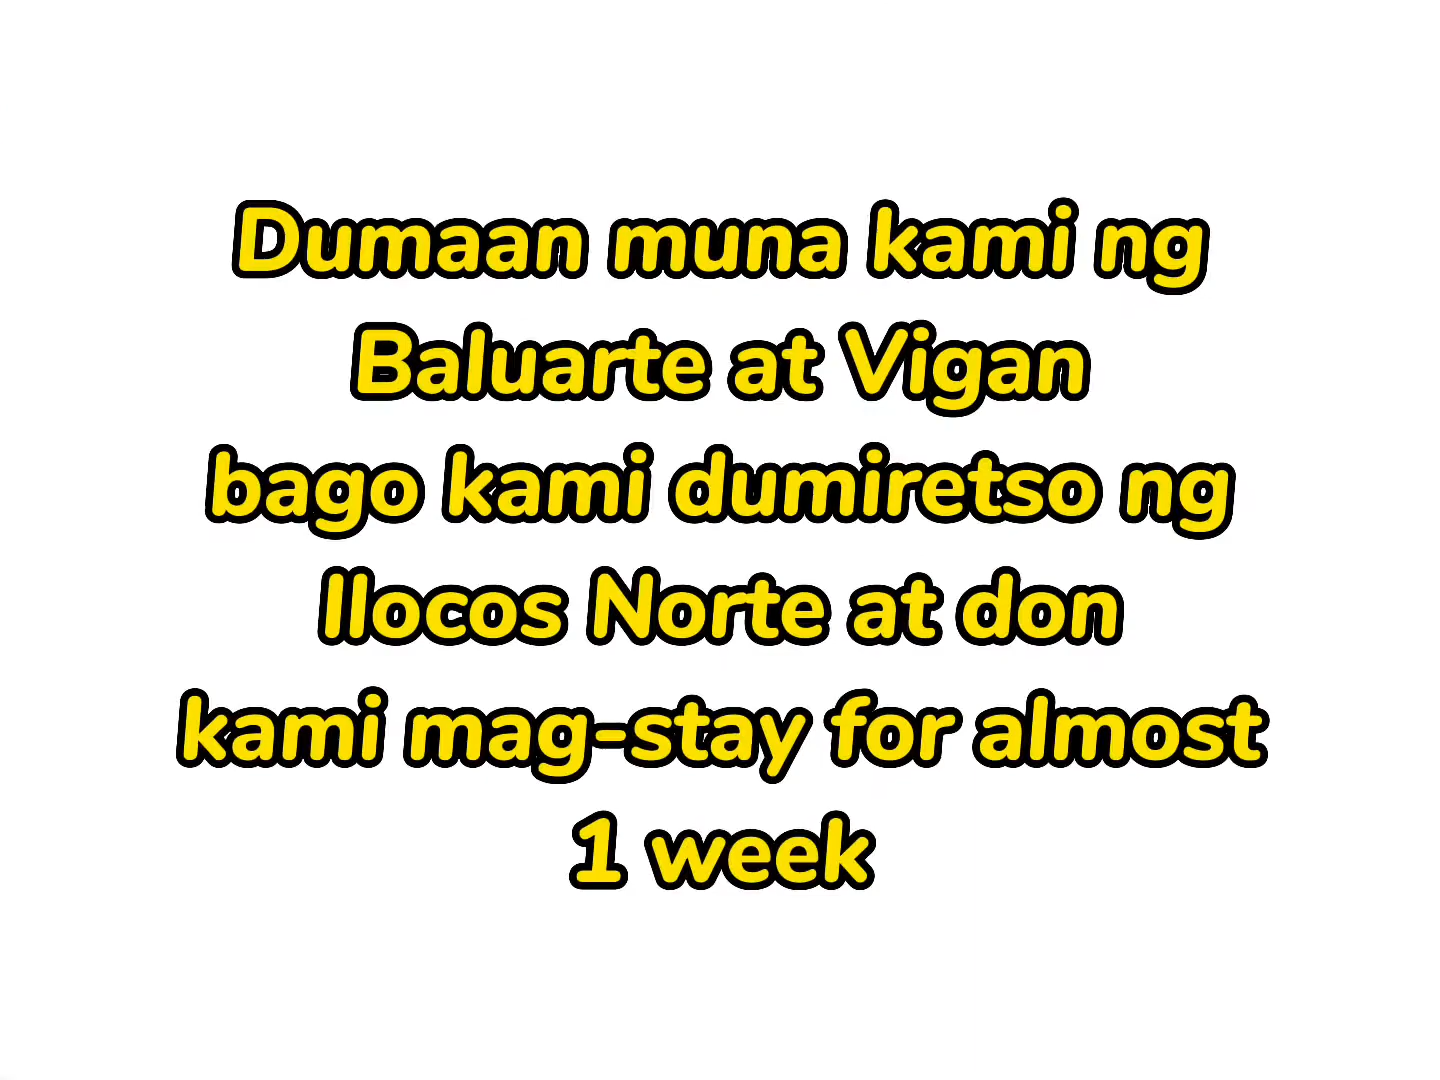 Dumaan muna kami ng
Baluarte at Vigan
bago kami dumiretso ng
Ilocos Norte at don
kami mag-stay for almost
1 week